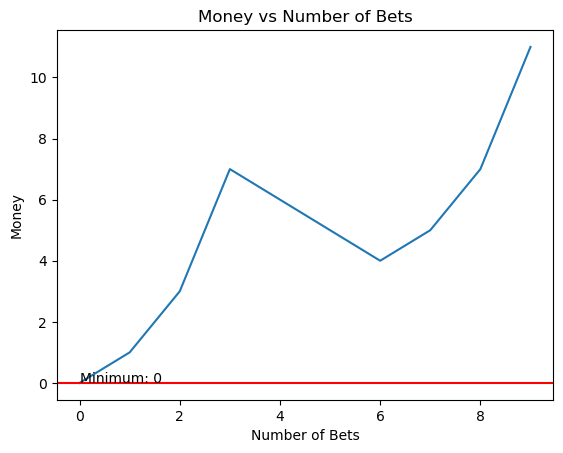 Money vs Number of Bets
10
8
6
4
2
0
Money
Minimum: 0
0 2 4 6 8
Number of Bets